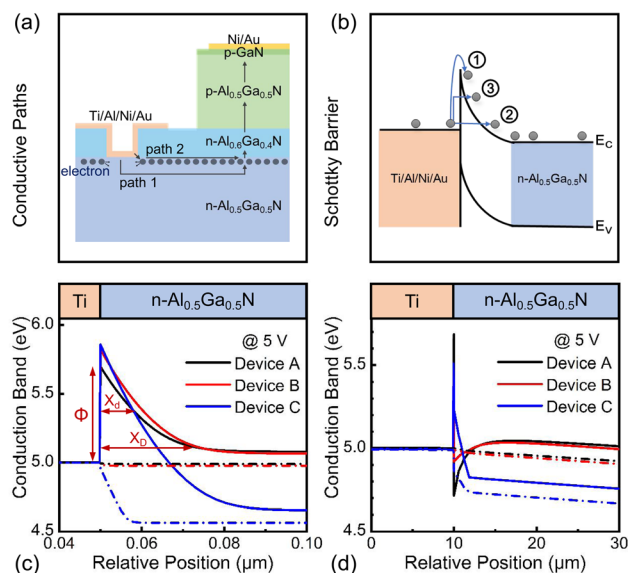 (a)
Conductive Paths
Ni/Au
p-GaN
p-Al0.5Ga0.5N
Ti/Al/Ni/Au
path 2
n-Al0.6Ga0.4N
electron
path 1
n-Al0.5Ga0.5N
(b)
Schottky Barrier
①
③
②
EC
Ti/Al/Ni/Au
n-Al0.5Ga0.5N
EV
Ti
n-Al0.5Ga0.5N
6.0
@ 5 V
Device A
Device B
Device C
5.5
Φ
Xd
XD
5.0
4.5
Conduction Band (eV)
0.04 0.06 0.08 0.10
(c)
Relative Position (μm)
Ti
n-Al0.5Ga0.5N
@ 5 V
Device A
Device B
Device C
5.5
5.0
4.5
Conduction Band (eV)
0 10 20 30
(d)
Relative Position (μm)